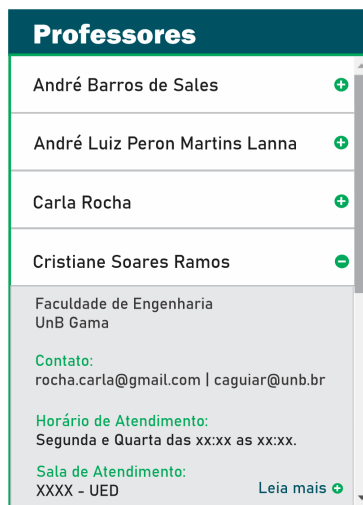 Professores
André Barros de Sales
André Luiz Peron Martins Lanna
Carla Rocha
Cristiane Soares Ramos
Faculdade de Engenharia
UnB Gama
Contato:
rocha.carla@gmail.com | caguiar@unb.br
Horário de Atendimento:
Segunda e Quarta das xx:xx as xx:xx.
Sala de Atendimento:
XXXX - UED
Leia mais